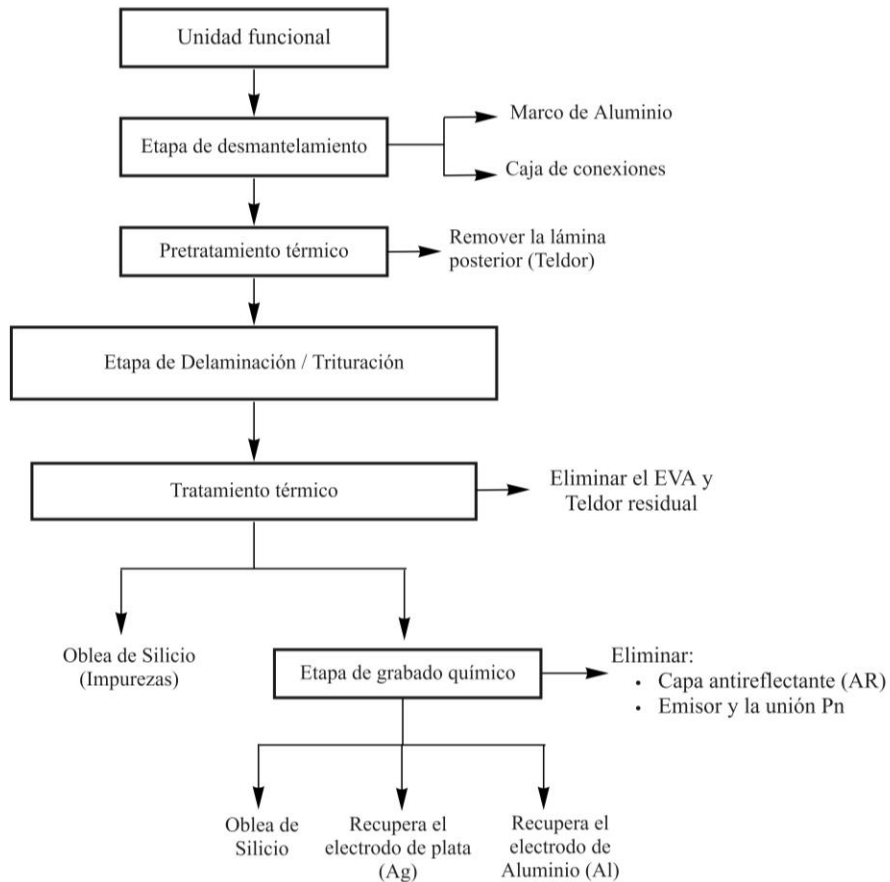 Unidad funcional
Etapa de desmantelamiento
Marco de Aluminio
Caja de conexiones
Pretratamiento térmico
Remover la lámina
posterior (Teldor)
Etapa de Delaminación / Trituración
Tratamiento térmico
Eliminar el EVA y
Teldor residual
Oblea de Silicio
(Impurezas)
Etapa de grabado químico
Eliminar:
• Capa antireflectante (AR)
• Emisor y la unión Pn
Oblea de
Silicio
Recupera el
electrodo de plata
(Ag)
Recupera el
electrodo de
Aluminio (Al)